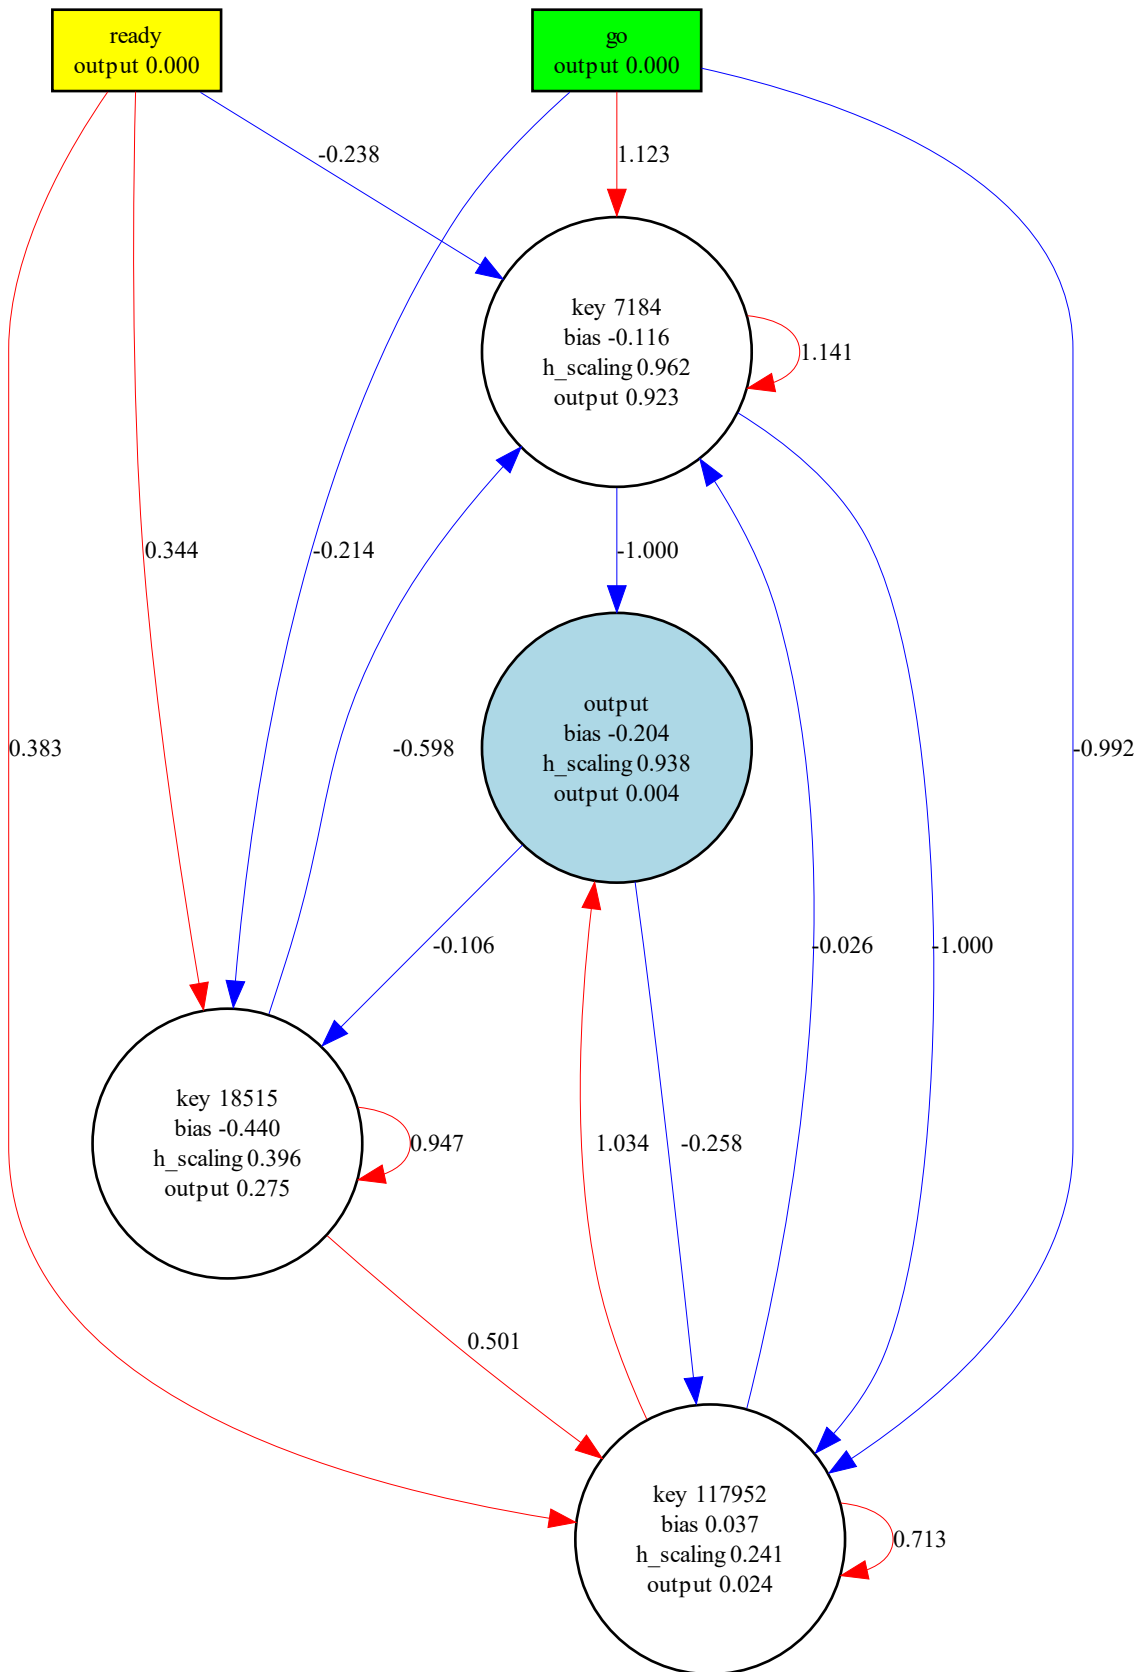 ready
output 0.000
go
output 0.000
-0.238
1.123
key 7184
bias -0.116
h_scaling 0.962
output 0.923
1.141
0.344
-0.214
-1.000
output
bias -0.204
h_scaling 0.938
output 0.004
0.383
-0.598
-0.992
-0.106
-0.026
-1.000
key 18515
bias -0.440
h_scaling 0.396
output 0.275
0.947
1.034
-0.258
0.501
key 117952
bias 0.037
h_scaling 0.241
output 0.024
0.713